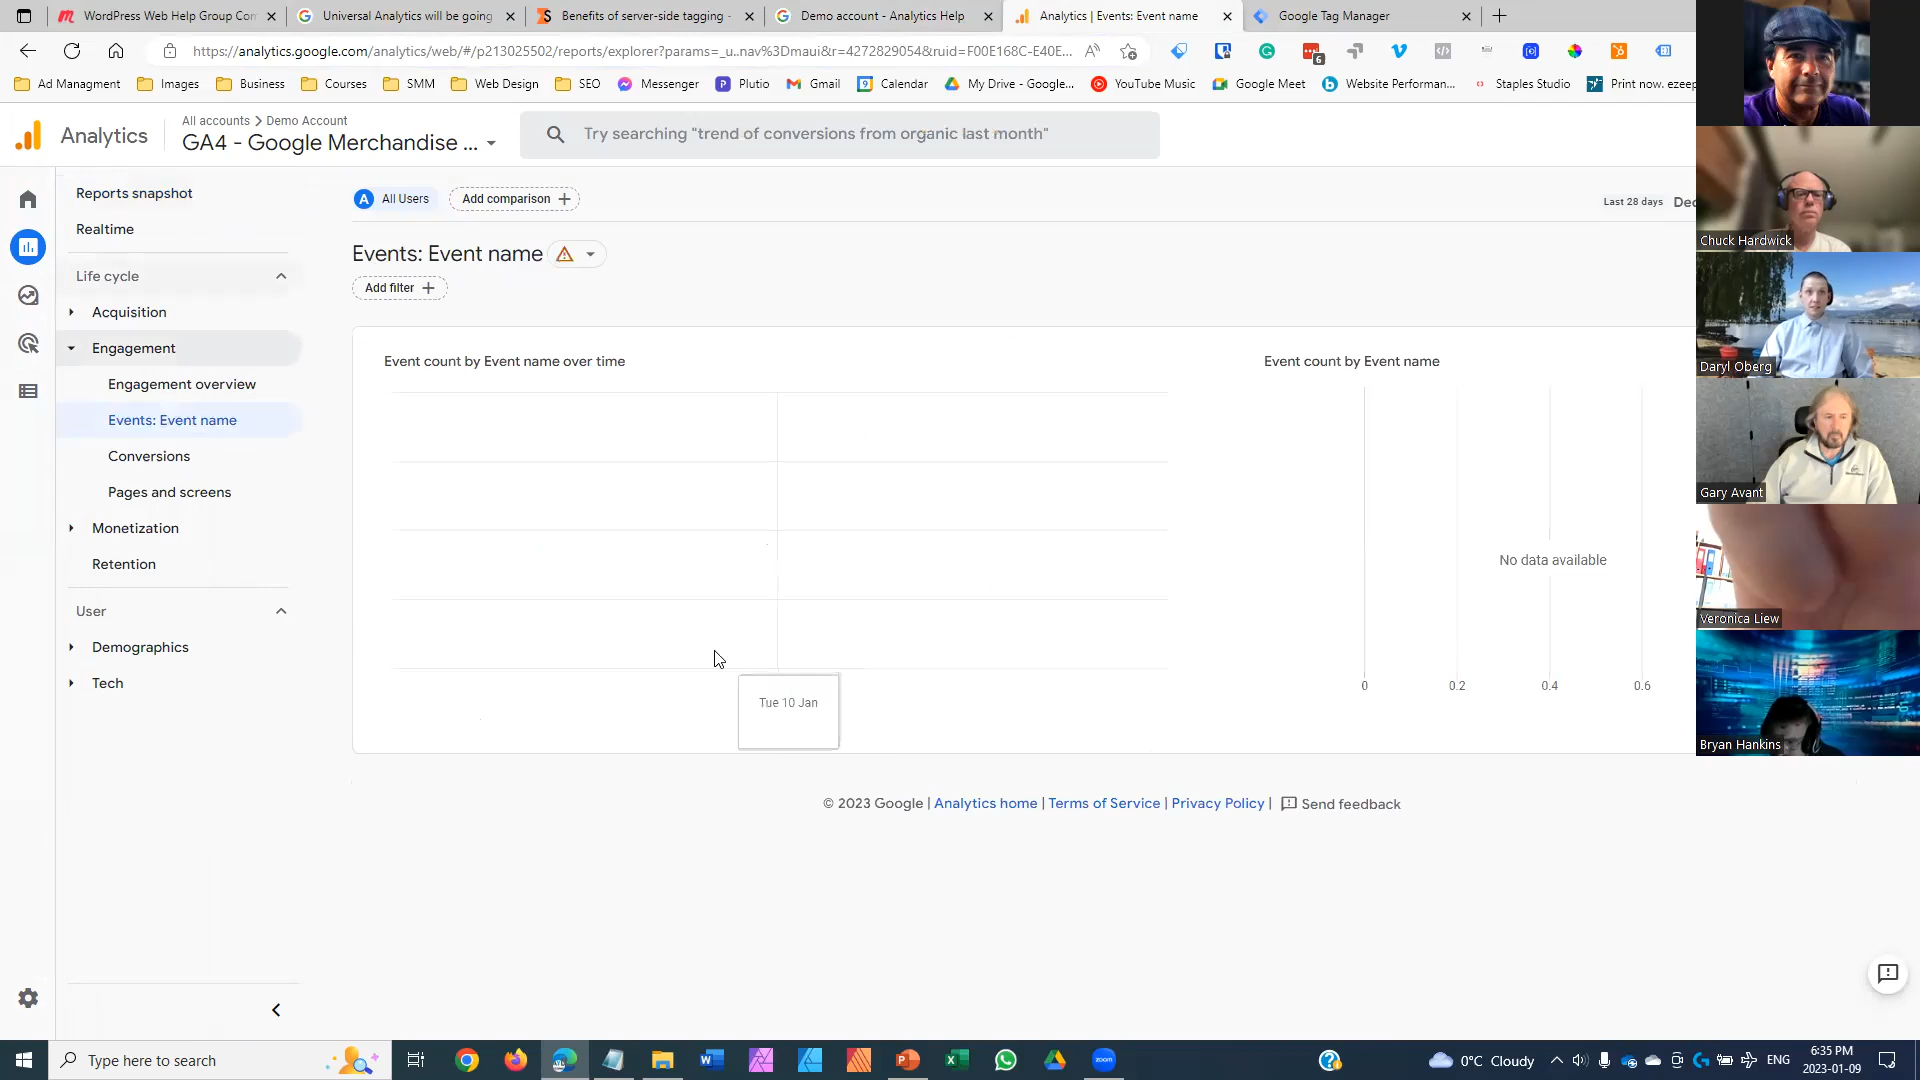 WordPress Web Help Group Con
Universal Analytics will be going
Benefits of server-side tagging -
Demo account - Analytics Help
Analytics | Events: Event name
Google Tag Manager
https://analytics.google.com/analytics/web/#/p213025502/reports/explorer?params=_u..nav%3Dmaui&r=4272829054&ruid=F00E168C-E40E...
6
Ad Managment
Images
Business
Courses
SMM
Web Design
SEO
Messenger
Plutio
Gmail
Calendar
My Drive - Google...
YouTube Music
Google Meet
Website Performan...
Staples Studio
Print now. ezeep
Analytics
All accounts > Demo Account
GA4 - Google Merchandise ...
Try searching "trend of conversions from organic last month"
Reports snapshot
Realtime
Life cycle
Acquisition
Engagement
Engagement overview
Events: Event name
Conversions
Pages and screens
Monetization
Retention
User
Demographics
Tech
A All Users
Add comparison +
Last 28 days Dec
Events: Event name
Add filter +
Event count by Event name over time
Tue 10 Jan
Event count by Event name
No data available
0 0.2 0.4 0.6
© 2023 Google | Analytics home | Terms of Service | Privacy Policy | Send feedback
Chuck Hardwick
Daryl Oberg
Gary Avant
Veronica Liew
Bryan Hankins
Type here to search
zoom
0°C Cloudy
ENG
6:35 PM
2023-01-09